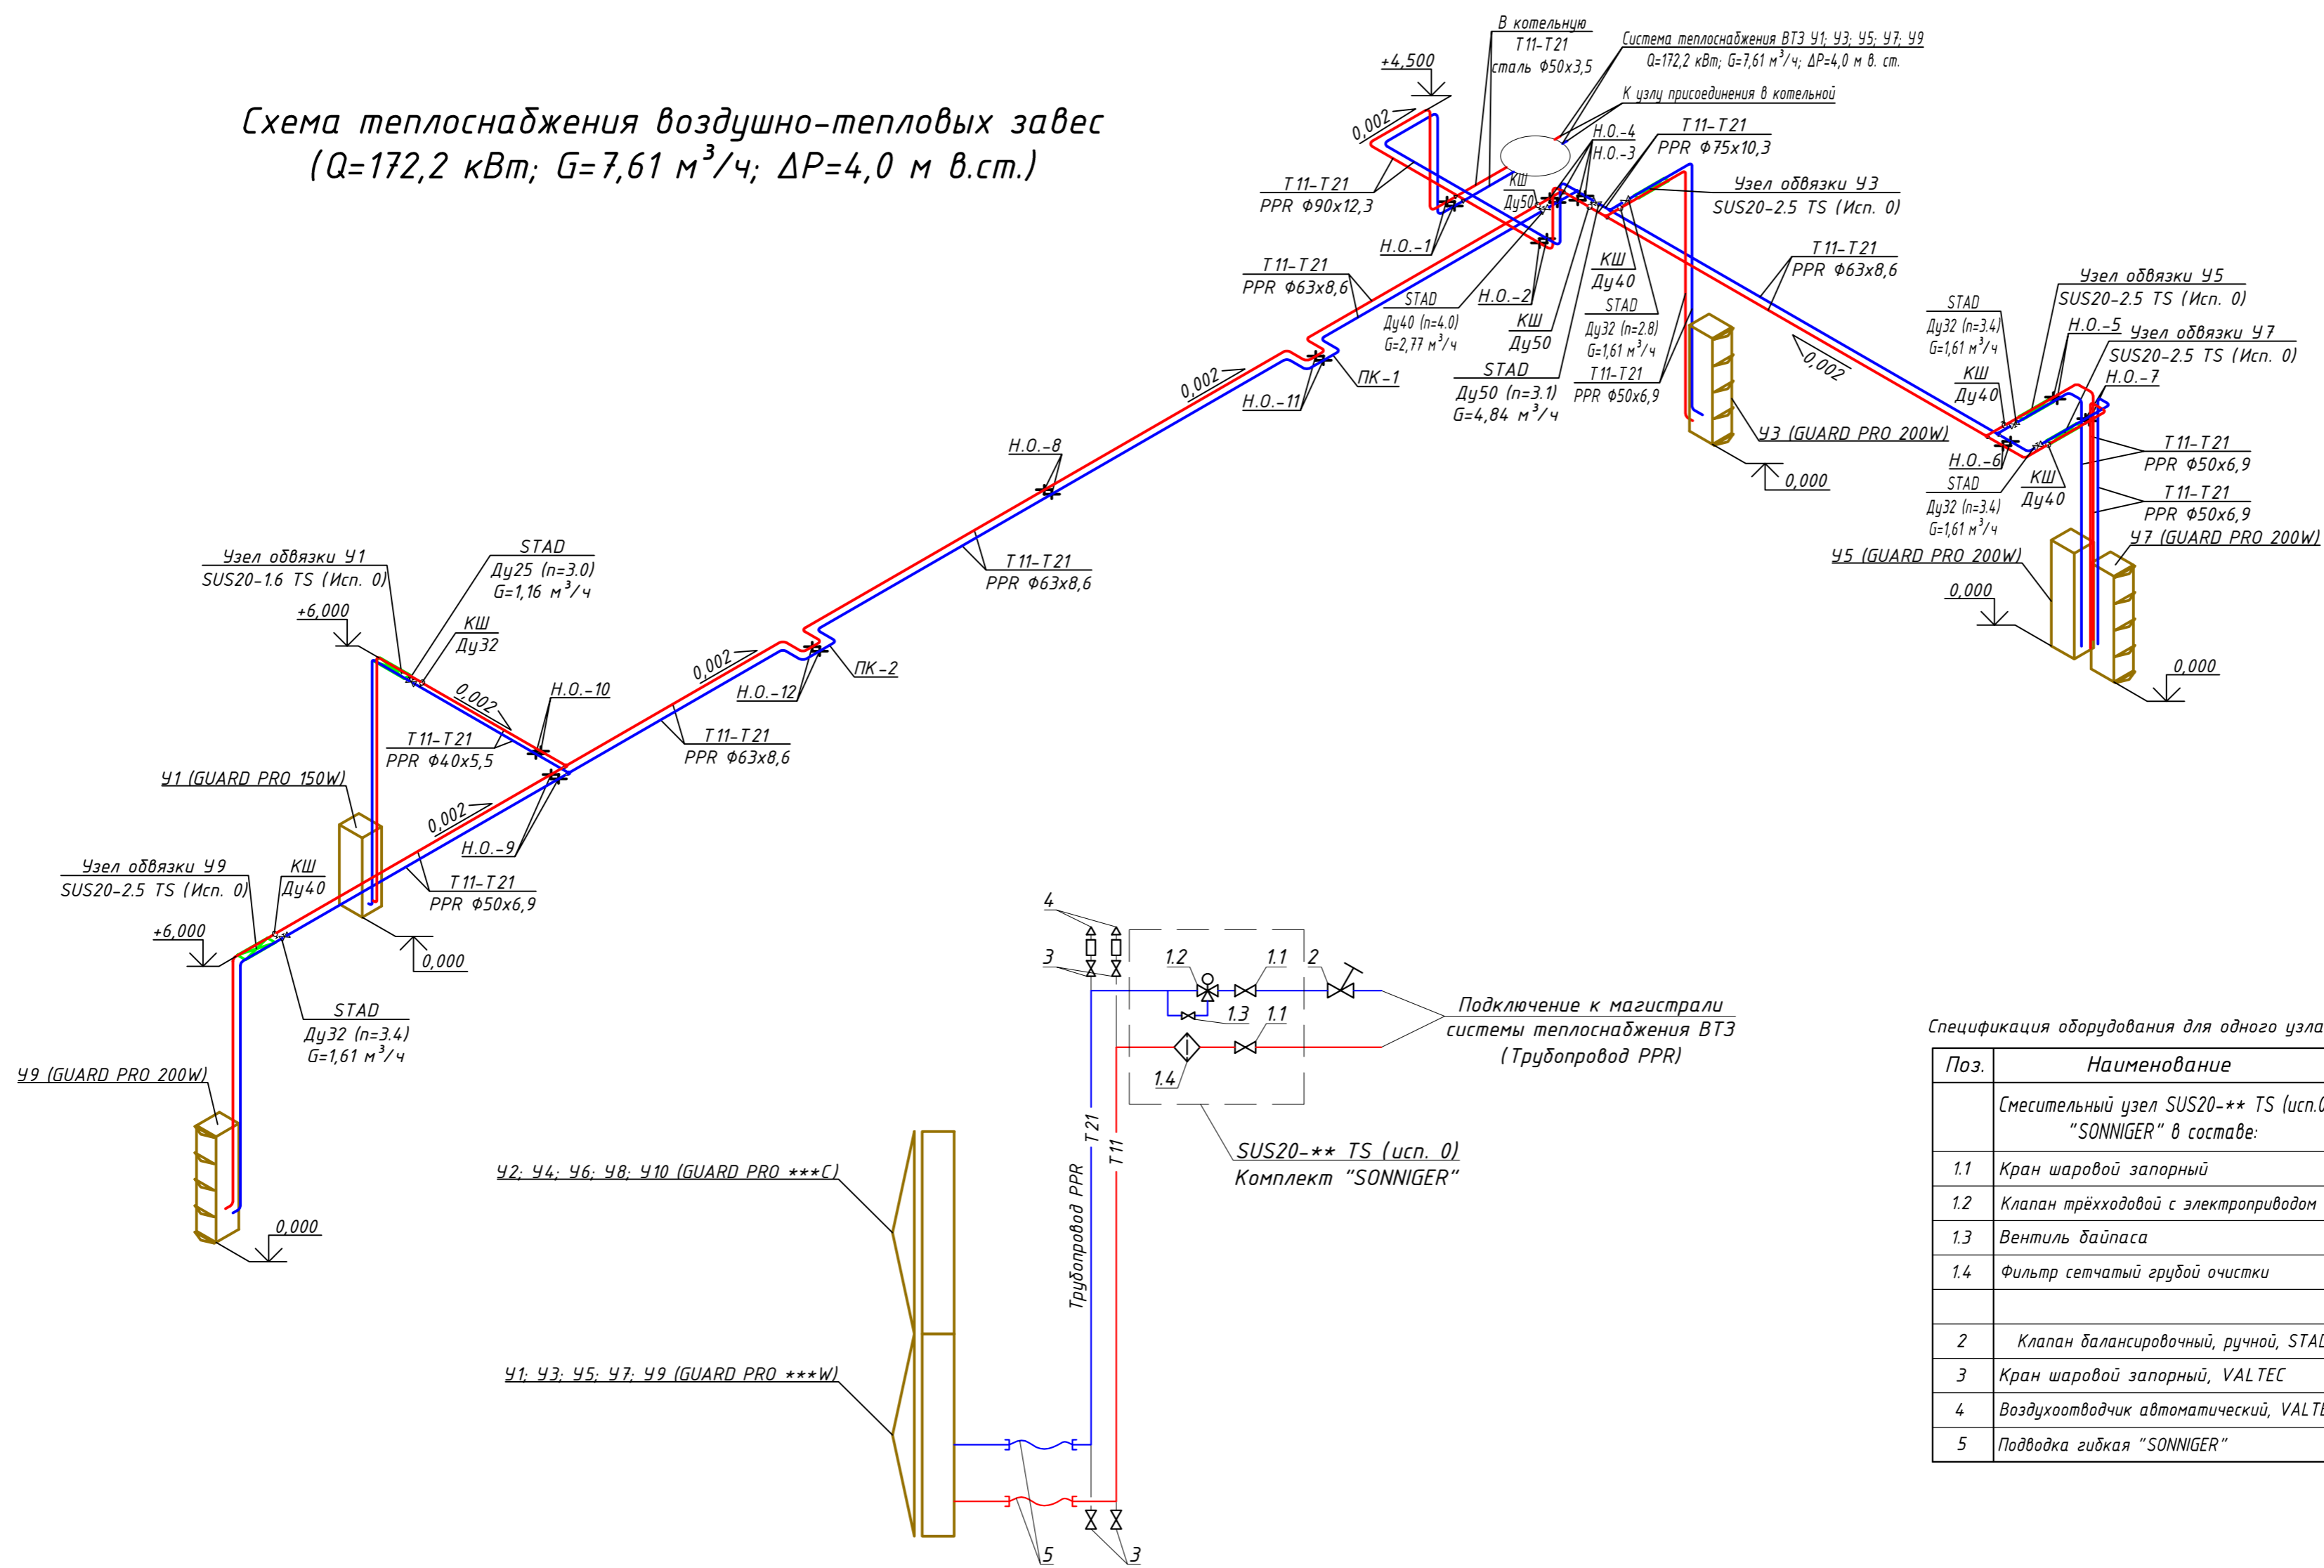 Схема теплоснабжения воздушно-тепловых завес
(Q=172,2 кВт; G=7,61 м³/ч; ΔP=4,0 м в.ст.)
В котельную
Т11-Т21
сталь Ф50х3,5
Система теплоснабжения ВТЗ У1; У3; У5; У7; У9
Q=172,2 кВт; G=7,61 м³/ч; ΔP=4,0 м в. ст.
К узлу присоединения в котельной
+4,500
0,002
Н.О.-4
Н.О.-3
Т11-Т21
PPR Ф75х10,3
Т11-Т21
PPR Ф90х12,3
КШ
Ду50
Узел обвязки У3
SUS20-2.5 TS (Исп. 0)
Н.О.-1
Т11-Т21
PPR Ф63х8,6
STAD
Ду40 (n=4.0)
G=2,77 м³/ч
Н.О.-2
КШ
Ду50
КШ
Ду40
STAD
Ду32 (n=2.8)
G=1,61 м³/ч
Т11-Т21
PPR Ф50х6,9
STAD
Ду50 (n=3.1)
G=4,84 м³/ч
Т11-Т21
PPR Ф63х8,6
0,002
Узел обвязки У5
SUS20-2.5 TS (Исп. 0)
STAD
Ду32 (n=3.4)
G=1,61 м³/ч
Н.О.-5
Узел обвязки У7
SUS20-2.5 TS (Исп. 0)
КШ
Ду40
Н.О.-7
ПК-1
0,002
Н.О.-11
У3 (GUARD PRO 200W)
0,000
Н.О.-6
STAD
Ду32 (n=3.4)
G=1,61 м³/ч
КШ
Ду40
Т11-Т21
PPR Ф50х6,9
Т11-Т21
PPR Ф50х6,9
У7 (GUARD PRO 200W)
У5 (GUARD PRO 200W)
0,000
0,000
Н.О.-8
Т11-Т21
PPR Ф63х8,6
Узел обвязки У1
SUS20-1.6 TS (Исп. 0)
STAD
Ду25 (n=3.0)
G=1,16 м³/ч
+6,000
КШ
Ду32
0,002
Н.О.-10
0,002
Н.О.-12
ПК-2
Т11-Т21
PPR Ф40х5,5
Т11-Т21
PPR Ф63х8,6
У1 (GUARD PRO 150W)
0,002
Н.О.-9
Узел обвязки У9
SUS20-2.5 TS (Исп. 0)
КШ
Ду40
Т11-Т21
PPR Ф50х6,9
+6,000
0,000
STAD
Ду32 (n=3.4)
G=1,61 м³/ч
У9 (GUARD PRO 200W)
0,000
4
3
1.2
1.1
2
1.3
1.1
1.4
Подключение к магистрали
системы теплоснабжения ВТЗ
(Трубопровод PPR)
Т21
Т11
Трубопровод PPR
SUS20-** TS (исп. 0)
Комплект "SONNIGER"
У2; У4; У6; У8; У10 (GUARD PRO ***С)
У1; У3; У5; У7; У9 (GUARD PRO ***W)
5
3
Спецификация оборудования для одного узла
Поз. Наименование
Смесительный узел SUS20-** TS (исп.0
"SONNIGER" в составе:
1.1 Кран шаровой запорный
1.2 Клапан трёхходовой с электроприводом
1.3 Вентиль байпаса
1.4 Фильтр сетчатый грубой очистки
2 Клапан балансировочный, ручной, STAD
3 Кран шаровой запорный, VALTEC
4 Воздухоотводчик автоматический, VALTE
5 Подводка гибкая "SONNIGER"